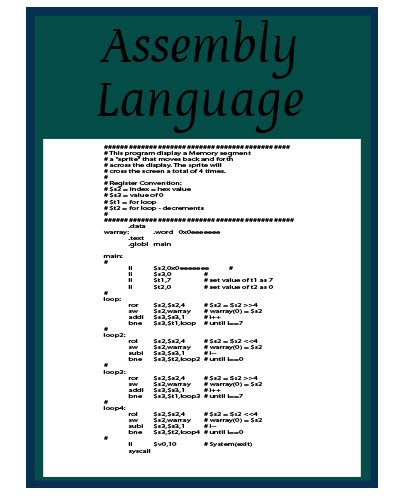 Assembly
Language
##############################################
# This program display a Memory segment
# a "sprite" that moves back and forth
# across the display. The sprite will
# cross the screen a total of 4 times.
#
# Register Convention:
# $s2 = index = hex value
# $s3 = value of 0
# $t1 = for loop
# $t2 = for loop - decrements
#
###############################################
.data
warray: .word 0x0eeeeeee
.text
.globl main
main:
#
li $s2,0x0eeeeeee #
li $s3,0 #
li $t1,7 # set value of t1 as 7
li $t2,0 # set value of t2 as 0
#
loop:
ror $s2,$s2,4 # $s2 = $s2 >>4
sw $s2,warray # warray(0) = $s2
addi $s3,$s3,1 # i++
bne $s3,$t1,loop # until i==7
#
loop2:
rol $s2,$s2,4 # $s2 = $s2 <<4
sw $s2,warray # warray(0) = $s2
subi $s3,$s3,1 # i--
bne $s3,$t2,loop2 # until i==0
#
loop3:
ror $s2,$s2,4 # $s2 = $s2 >>4
sw $s2,warray # warray(0) = $s2
addi $s3,$s3,1 # i++
bne $s3,$t1,loop3 # until i==7
#
loop4:
rol $s2,$s2,4 # $s2 = $s2 <<4
sw $s2,warray # warray(0) = $s2
subi $s3,$s3,1 # i--
bne $s3,$t2,loop4 # until i==0
#
li $v0,10 # System(exit)
syscall